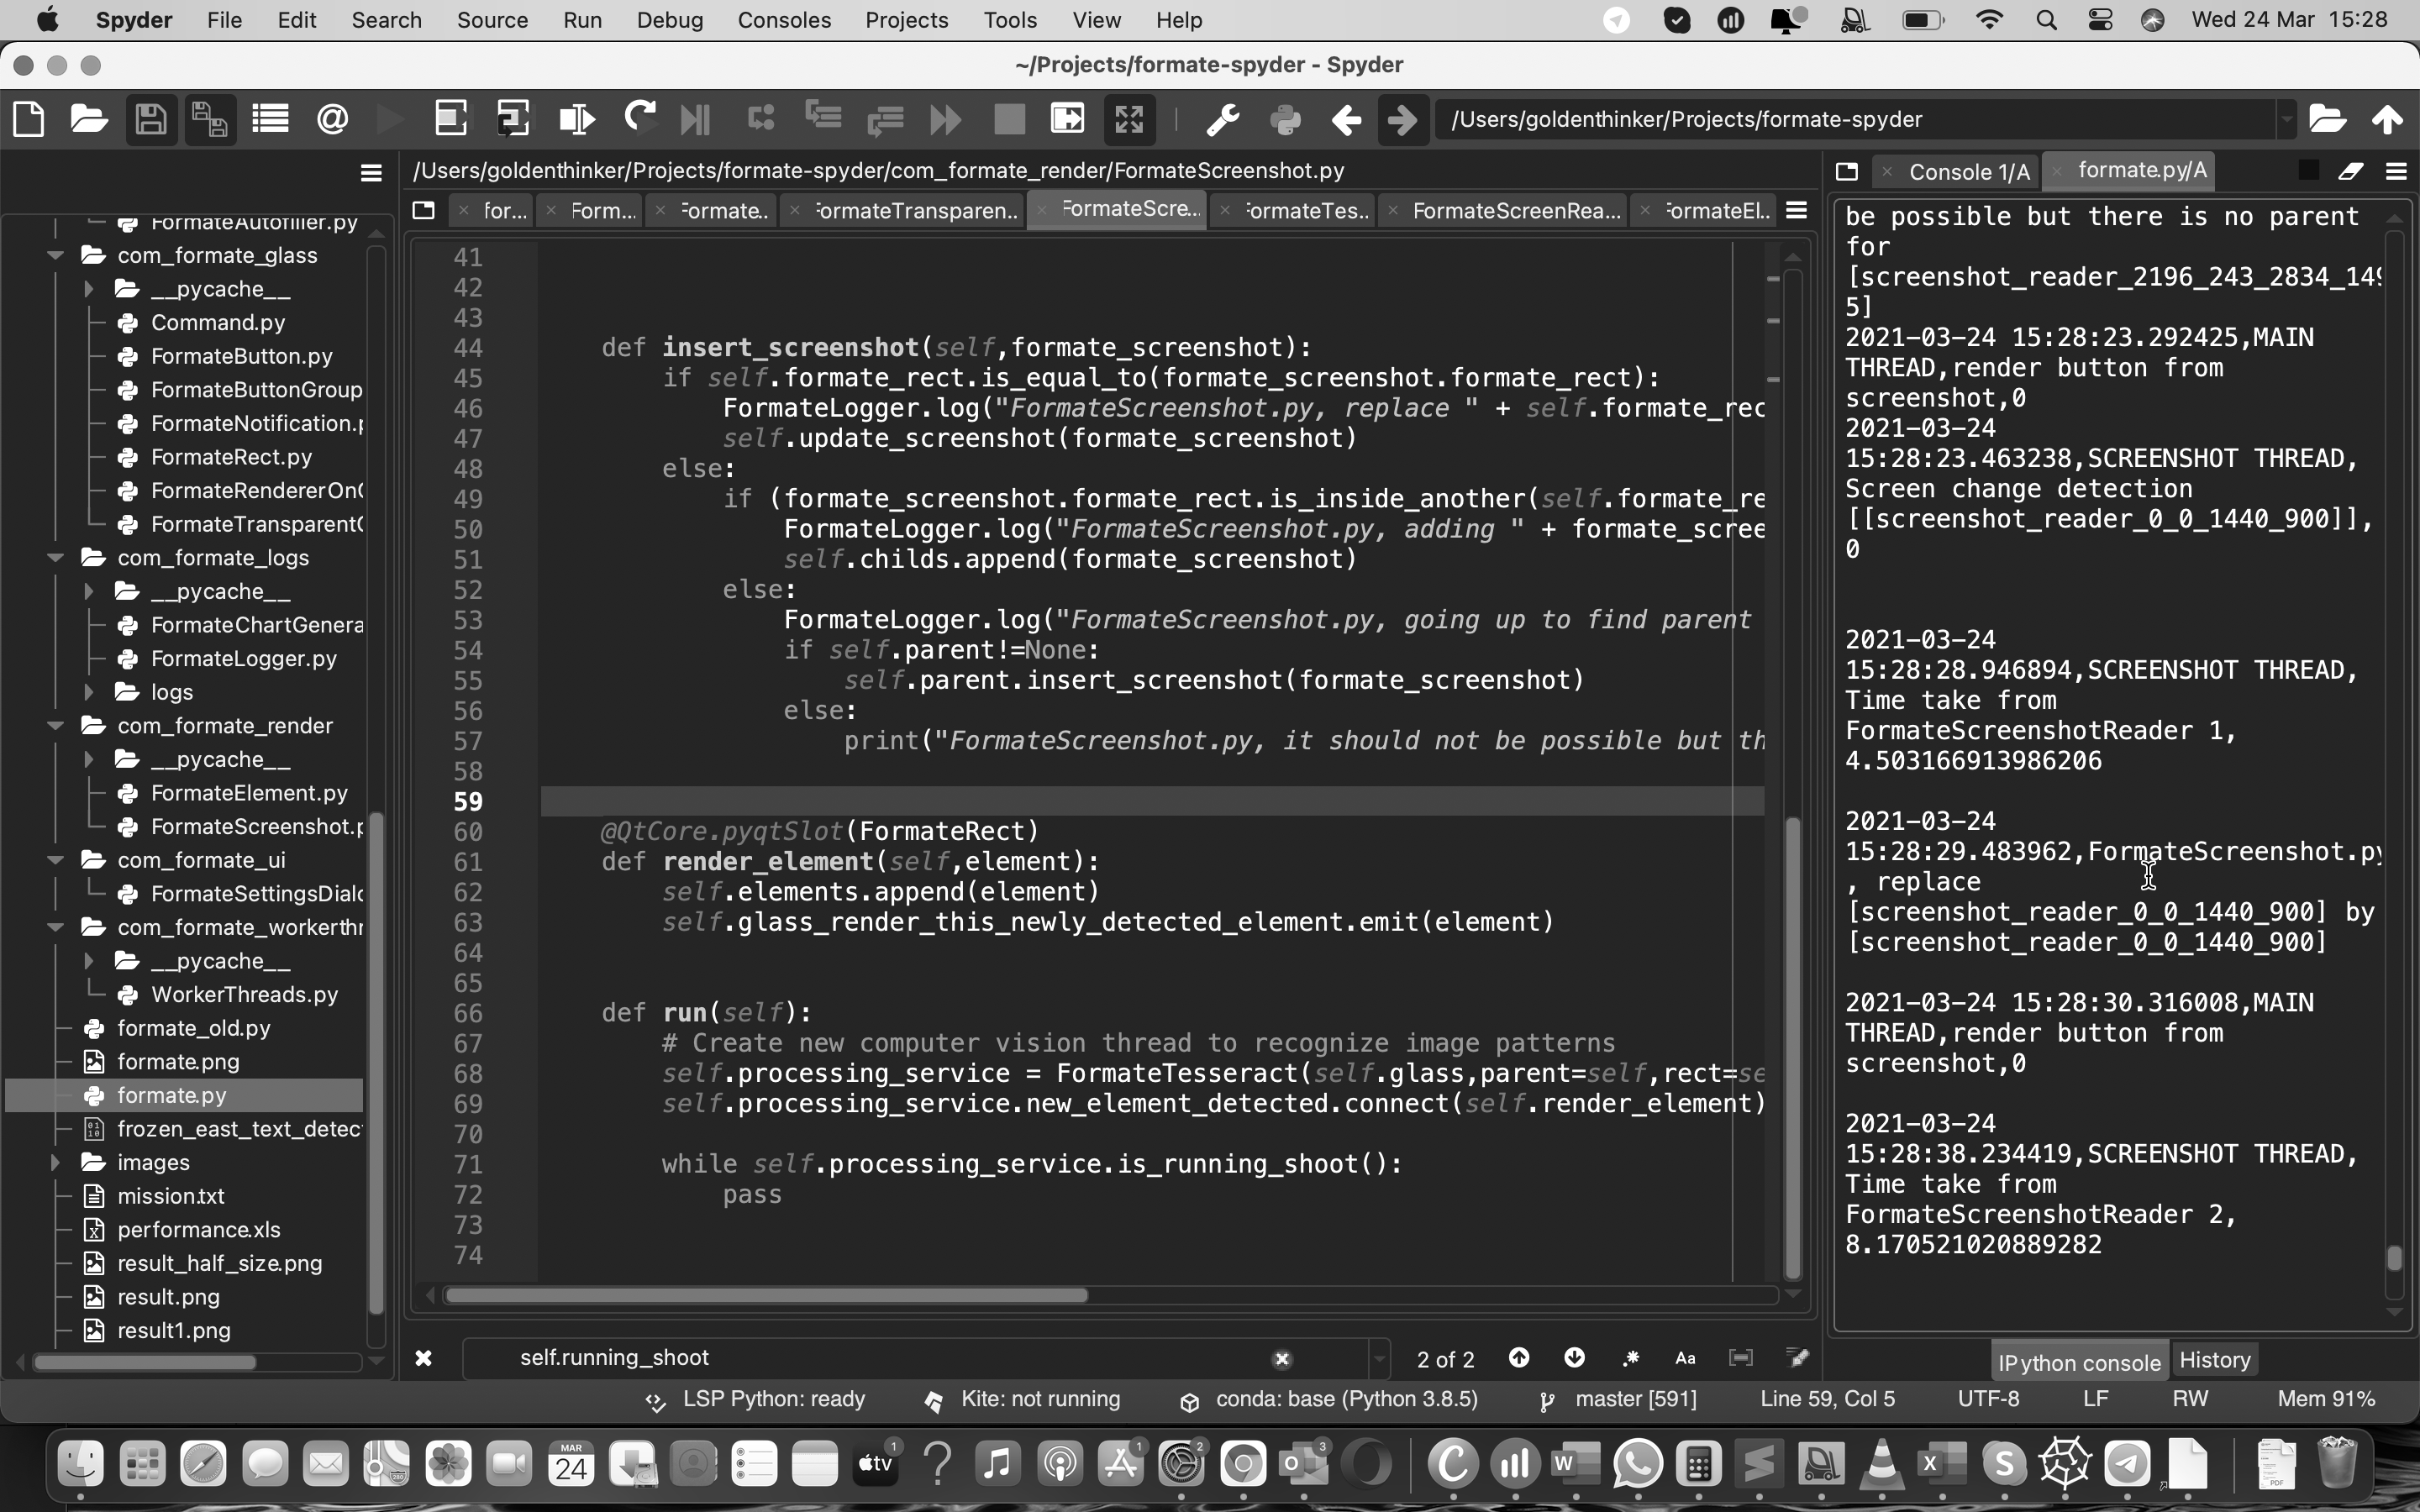 Spyder File Edit Search Source Run Debug Consoles Projects Tools View Help Wed 24 Mar 15:28
~/Projects/formate-spyder - Spyder
/Users/goldenthinker/Projects/formate-spyder
/Users/goldenthinker/Projects/formate-spyder/com_formate_render/FormateScreenshot.py
for... Form... Formate.. FormateTransparen.. FormateScre.. FormateTes.. FormateScreenRea... FormateEl..
FormateAutofiller.py
com_formate_glass
__pycache__
Command.py
FormateButton.py
FormateButtonGroup
FormateNotification.p
FormateRect.py
FormateRendererOn
FormateTransparent
com_formate_logs
__pycache__
FormateChartGenera
FormateLogger.py
logs
com_formate_render
__pycache__
FormateElement.py
FormateScreenshot.p
com_formate_ui
FormateSettingsDialo
com_formate_workerthr
__pycache__
WorkerThreads.py
formate_old.py
formate.png
formate.py
frozen_east_text_detec
images
mission.txt
performance.xls
result_half_size.png
result.png
result1.png
41
42
43
44 def insert_screenshot(self,formate_screenshot):
45 if self.formate_rect.is_equal_to(formate_screenshot.formate_rect):
46 FormateLogger.log("FormateScreenshot.py, replace " + self.formate_rec
47 self.update_screenshot(formate_screenshot)
48 else:
49 if (formate_screenshot.formate_rect.is_inside_another(self.formate_re
50 FormateLogger.log("FormateScreenshot.py, adding " + formate_scree
51 self.childs.append(formate_screenshot)
52 else:
53 FormateLogger.log("FormateScreenshot.py, going up to find parent
54 if self.parent!=None:
55 self.parent.insert_screenshot(formate_screenshot)
56 else:
57 print("FormateScreenshot.py, it should not be possible but th
58
59
60 @QtCore.pyqtSlot(FormateRect)
61 def render_element(self,element):
62 self.elements.append(element)
63 self.glass_render_this_newly_detected_element.emit(element)
64
65
66 def run(self):
67 # Create new computer vision thread to recognize image patterns
68 self.processing_service = FormateTesseract(self.glass,parent=self,rect=se
69 self.processing_service.new_element_detected.connect(self.render_element)
70
71 while self.processing_service.is_running_shoot():
72 pass
73
74
self.running_shoot 2 of 2 .* Aa
Console 1/A formate.py/A
be possible but there is no parent
for
[screenshot_reader_2196_243_2834_149
5]
2021-03-24 15:28:23.292425,MAIN
THREAD,render button from
screenshot,0
2021-03-24
15:28:23.463238,SCREENSHOT THREAD,
Screen change detection
[[screenshot_reader_0_0_1440_900]],
0
2021-03-24
15:28:28.946894,SCREENSHOT THREAD,
Time take from
FormateScreenshotReader 1,
4.503166913986206
2021-03-24
15:28:29.483962,FormateScreenshot.py
, replace
[screenshot_reader_0_0_1440_900] by
[screenshot_reader_0_0_1440_900]
2021-03-24 15:28:30.316008,MAIN
THREAD,render button from
screenshot,0
2021-03-24
15:28:38.234419,SCREENSHOT THREAD,
Time take from
FormateScreenshotReader 2,
8.170521020889282
IPython console History
LSP Python: ready Kite: not running conda: base (Python 3.8.5) master [591] Line 59, Col 5 UTF-8 LF RW Mem 91%
MAR
24
tv 1 1 2 3
W X S
PDF